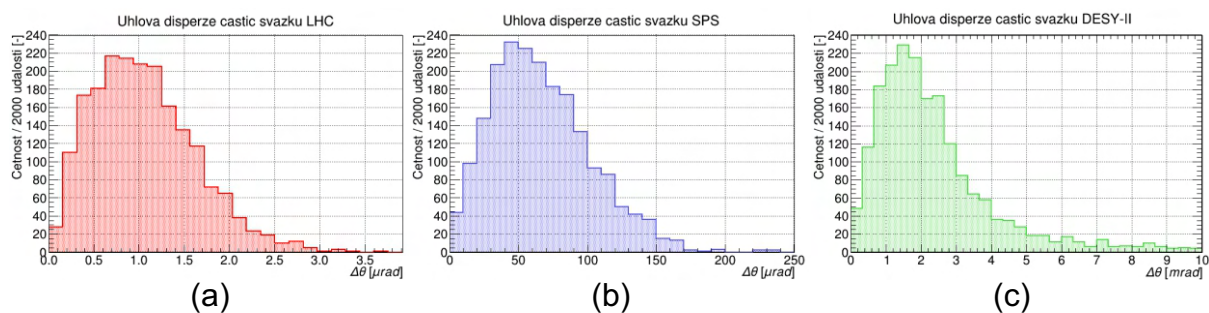 Uhlova disperze castic svazku LHC
Cetnost / 2000 udalosti [-]
240
220
200
180
160
140
120
100
80
60
40
20
0
0.0 0.5 1.0 1.5 2.0 2.5 3.0 3.5
Δθ [μrad]
(a)
Uhlova disperze castic svazku SPS
Cetnost / 2000 udalosti [-]
240
220
200
180
160
140
120
100
80
60
40
20
0
0 50 100 150 200 250
Δθ [μrad]
(b)
Uhlova disperze castic svazku DESY-II
Cetnost / 2000 udalosti [-]
240
220
200
180
160
140
120
100
80
60
40
20
0
0 1 2 3 4 5 6 7 8 9 10
Δθ [mrad]
(c)